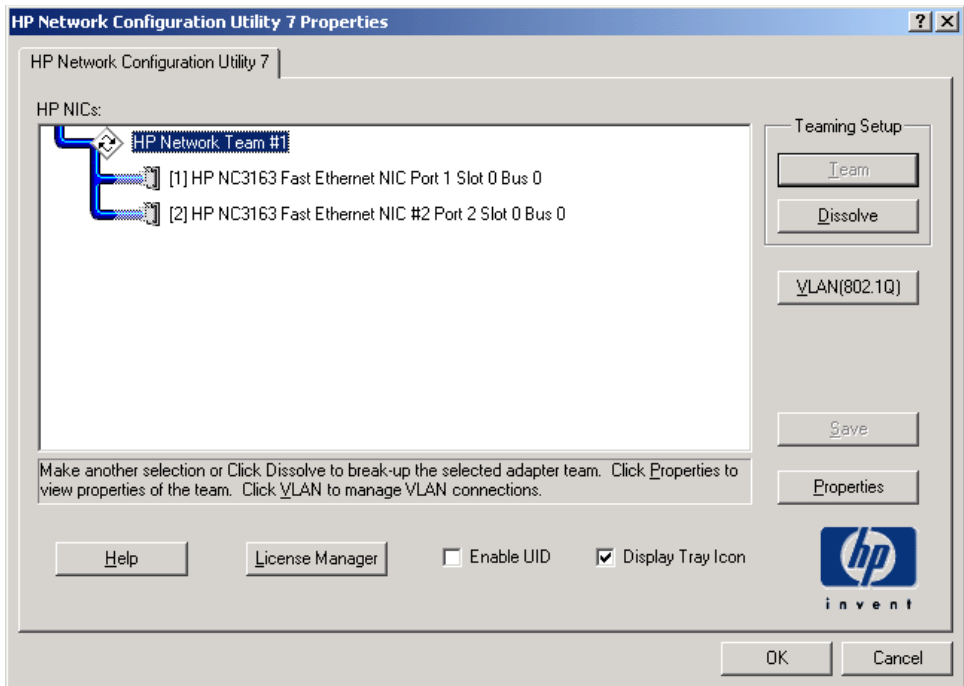 HP Network Configuration Utility 7 Properties
HP Network Configuration Utility 7
HP NICs:
HP Network Team #1
[1] HP NC3163 Fast Ethernet NIC Port 1 Slot 0 Bus 0
[2] HP NC3163 Fast Ethernet NIC #2 Port 2 Slot 0 Bus 0
Teaming Setup
Team
Dissolve
VLAN(802.1Q)
Save
Make another selection or Click Dissolve to break-up the selected adapter team. Click Properties to
view properties of the team. Click VLAN to manage VLAN connections.
Properties
Help
License Manager
Enable UID
Display Tray Icon
hp
invent
OK
Cancel